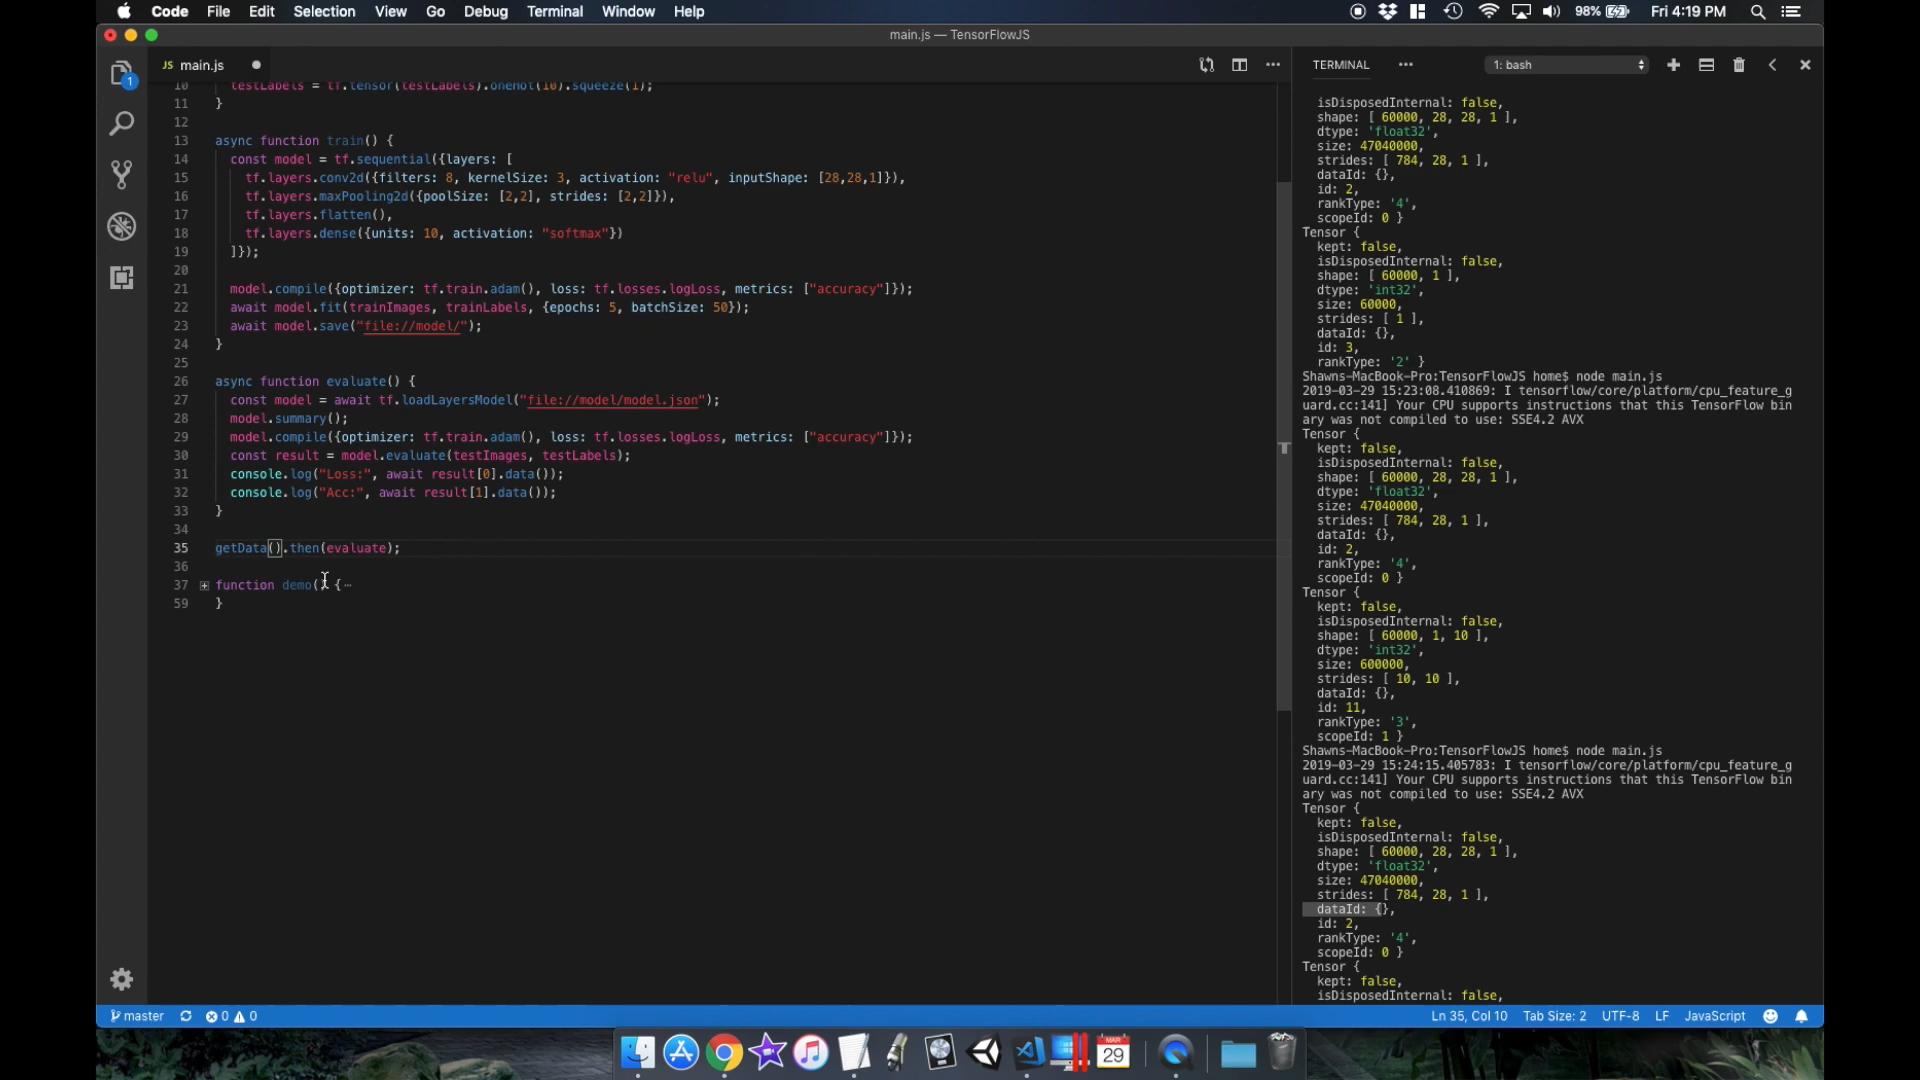 Code File Edit Selection View Go Debug Terminal Window Help 98% Fri 4:19 PM
main.js — TensorFlowJS
1
JS main.js
10 testLabels = tf.tensor(testLabels).oneHot(10).squeeze(1);
11 }
12
13 async function train() {
14 const model = tf.sequential({layers: [
15 tf.layers.conv2d({filters: 8, kernelSize: 3, activation: "relu", inputShape: [28,28,1]}),
16 tf.layers.maxPooling2d({poolSize: [2,2], strides: [2,2]}),
17 tf.layers.flatten(),
18 tf.layers.dense({units: 10, activation: "softmax"})
19 ]});
20
21 model.compile({optimizer: tf.train.adam(), loss: tf.losses.logLoss, metrics: ["accuracy"]});
22 await model.fit(trainImages, trainLabels, {epochs: 5, batchSize: 50});
23 await model.save("file://model/");
24 }
25
26 async function evaluate() {
27 const model = await tf.loadLayersModel("file://model/model.json");
28 model.summary();
29 model.compile({optimizer: tf.train.adam(), loss: tf.losses.logLoss, metrics: ["accuracy"]});
30 const result = model.evaluate(testImages, testLabels);
31 console.log("Loss:", await result[0].data());
32 console.log("Acc:", await result[1].data());
33 }
34
35 getData().then(evaluate);
36
37 function demo() {
59 }
TERMINAL 1: bash
isDisposedInternal: false,
shape: [ 60000, 28, 28, 1 ],
dtype: 'float32',
size: 47040000,
strides: [ 784, 28, 1 ],
dataId: {},
id: 2,
rankType: '4',
scopeId: 0 }
Tensor {
kept: false,
isDisposedInternal: false,
shape: [ 60000, 1 ],
dtype: 'int32',
size: 60000,
strides: [ 1 ],
dataId: {},
id: 3,
rankType: '2' }
Shawns-MacBook-Pro:TensorFlowJS home$ node main.js
2019-03-29 15:23:08.410869: I tensorflow/core/platform/cpu_feature_g
uard.cc:141] Your CPU supports instructions that this TensorFlow bin
ary was not compiled to use: SSE4.2 AVX
Tensor {
kept: false,
isDisposedInternal: false,
shape: [ 60000, 28, 28, 1 ],
dtype: 'float32',
size: 47040000,
strides: [ 784, 28, 1 ],
dataId: {},
id: 2,
rankType: '4',
scopeId: 0 }
Tensor {
kept: false,
isDisposedInternal: false,
shape: [ 60000, 1, 10 ],
dtype: 'int32',
size: 600000,
strides: [ 10, 10 ],
dataId: {},
id: 11,
rankType: '3',
scopeId: 1 }
Shawns-MacBook-Pro:TensorFlowJS home$ node main.js
2019-03-29 15:24:15.405783: I tensorflow/core/platform/cpu_feature_g
uard.cc:141] Your CPU supports instructions that this TensorFlow bin
ary was not compiled to use: SSE4.2 AVX
Tensor {
kept: false,
isDisposedInternal: false,
shape: [ 60000, 28, 28, 1 ],
dtype: 'float32',
size: 47040000,
strides: [ 784, 28, 1 ],
dataId: {},
id: 2,
rankType: '4',
scopeId: 0 }
Tensor {
kept: false,
isDisposedInternal: false,
master 0 0 Ln 35, Col 10 Tab Size: 2 UTF-8 LF JavaScript
MAR
29